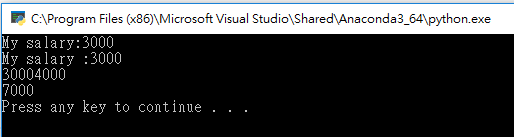 C:\Program Files (x86)\Microsoft Visual Studio\Shared\Anaconda3_64\python.exe
My salary:3000
My salary :3000
30004000
7000
Press any key to continue . . .